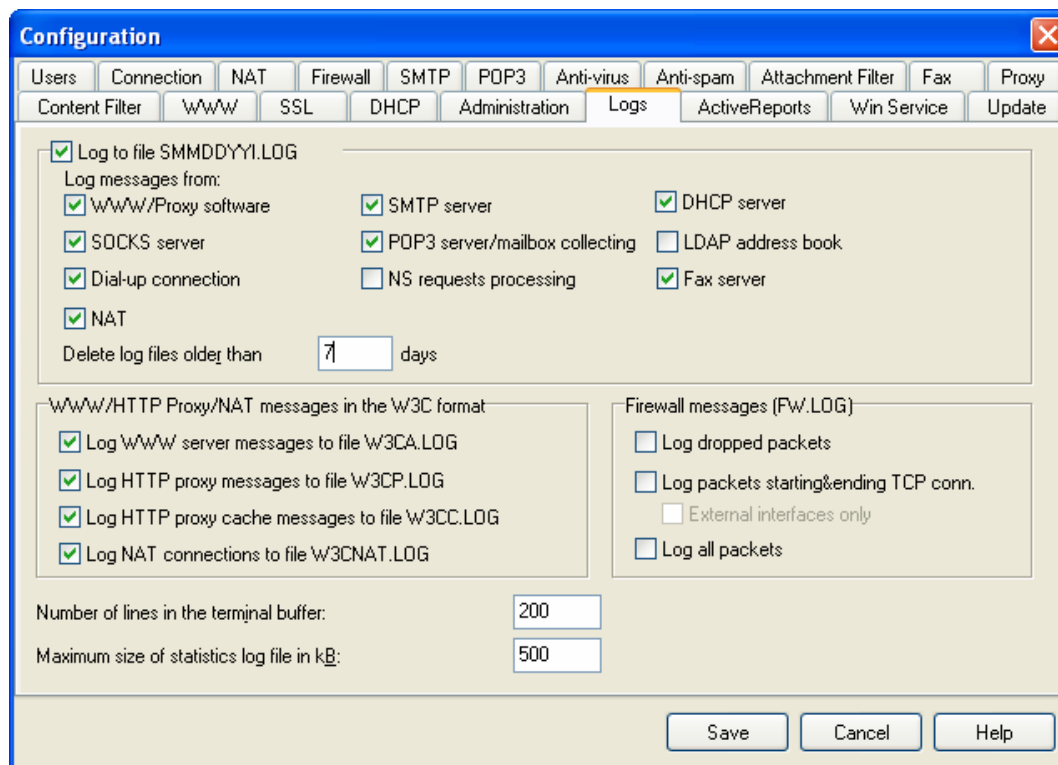 Configuration
Users Connection NAT Firewall SMTP POP3 Anti-virus Anti-spam Attachment Filter Fax Proxy
Content Filter WWW SSL DHCP Administration Logs ActiveReports Win Service Update
Log to file SMMDDYYI.LOG
Log messages from:
WWW/Proxy software SMTP server DHCP server
SOCKS server POP3 server/mailbox collecting LDAP address book
Dial-up connection NS requests processing Fax server
NAT
Delete log files older than 7 days
WWW/HTTP Proxy/NAT messages in the W3C format Firewall messages (FW.LOG)
Log WWW server messages to file W3CA.LOG Log dropped packets
Log HTTP proxy messages to file W3CP.LOG Log packets starting&ending TCP conn.
Log HTTP proxy cache messages to file W3CC.LOG External interfaces only
Log NAT connections to file W3CNAT.LOG Log all packets
Number of lines in the terminal buffer: 200
Maximum size of statistics log file in kB: 500
Save Cancel Help